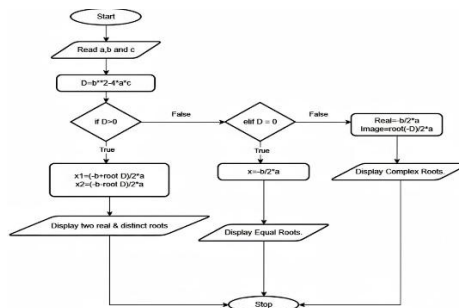 Start
Read a,b and c
D=b**2-4*a*c
if D>0
False
elif D = 0
False
Real=-b/2*a
Image=root(-D)/2*a
True
True
x1=(-b+root D)/2*a
x2=(-b-root D)/2*a
x=-b/2*a
Display Complex Roots.
Display two real & distinct roots
Display Equal Roots.
Stop